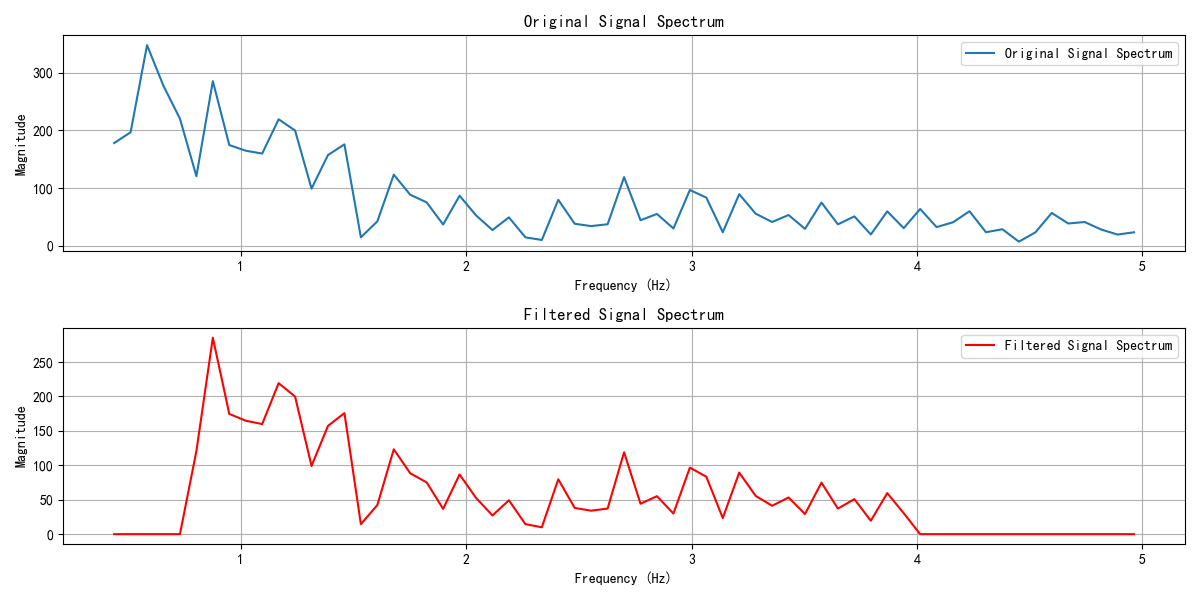 Original Signal Spectrum
Original Signal Spectrum
Magnitude
300
200
100
0
1 2 3 4 5
Frequency (Hz)
Filtered Signal Spectrum
Filtered Signal Spectrum
Magnitude
250
200
150
100
50
0
1 2 3 4 5
Frequency (Hz)